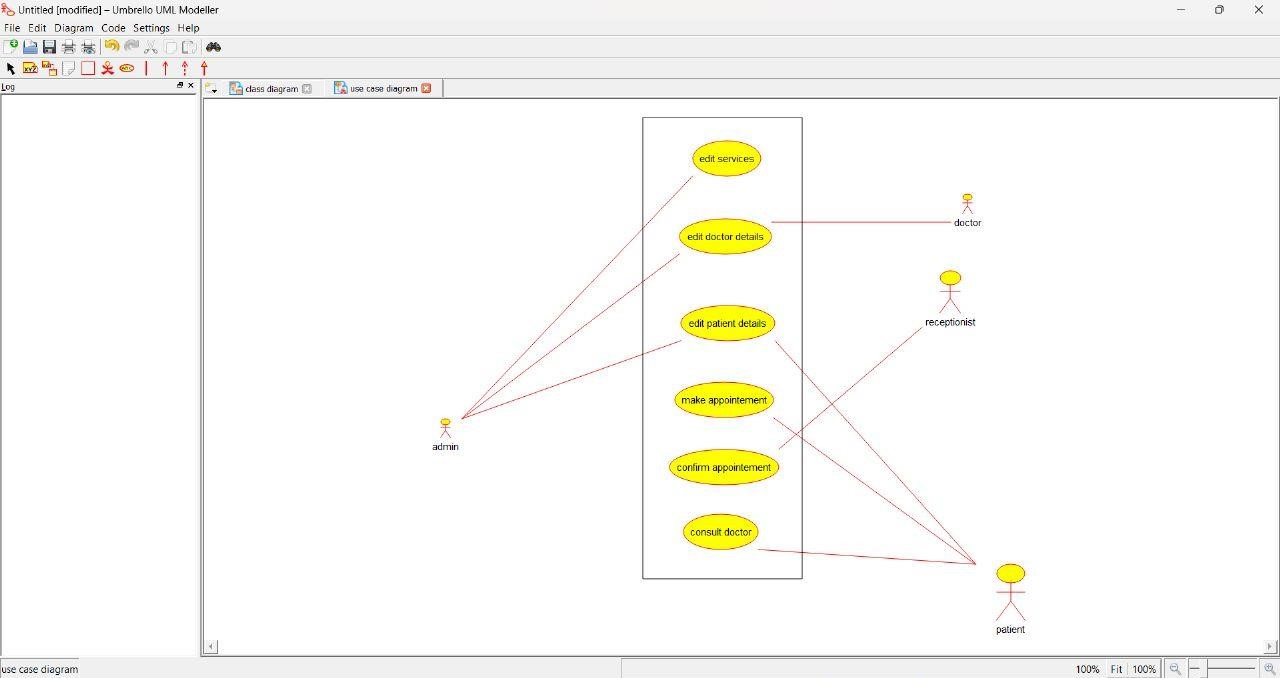 Untitled [modified] – Umbrello UML Modeller
File Edit Diagram Code Settings Help
Log
class diagram
use case diagram
edit services
doctor
edit doctor details
receptionist
edit patient details
make appointement
admin
confirm appointement
consult doctor
patient
use case diagram
100% Fit 100%